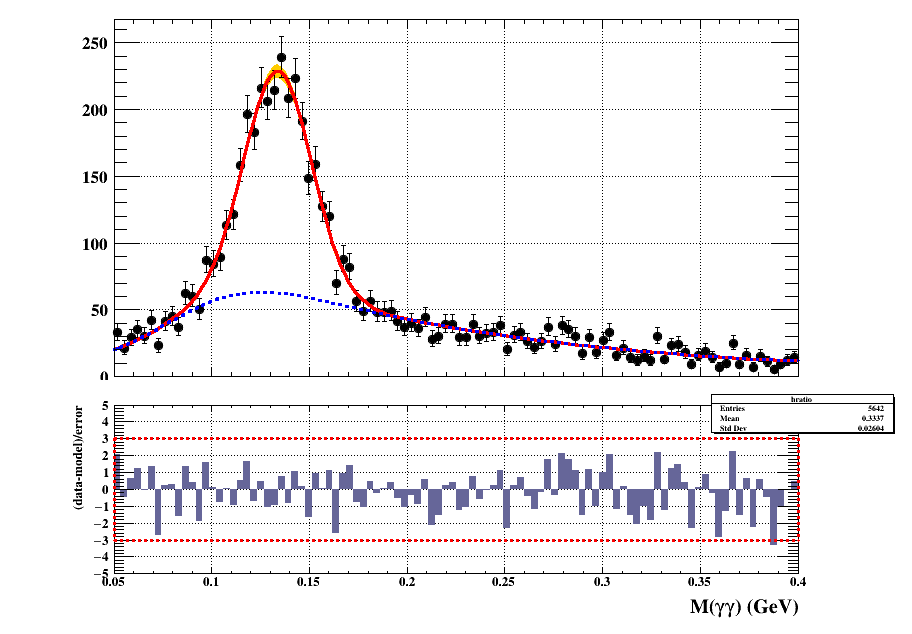 250
200
150
100
50
0
hratio
Entries 5642
Mean 0.3337
Std Dev 0.02604
(data-model)/error
5
4
3
2
1
0
−1
−2
−3
−4
−5
0.05 0.1 0.15 0.2 0.25 0.3 0.35 0.4
M(γγ) (GeV)